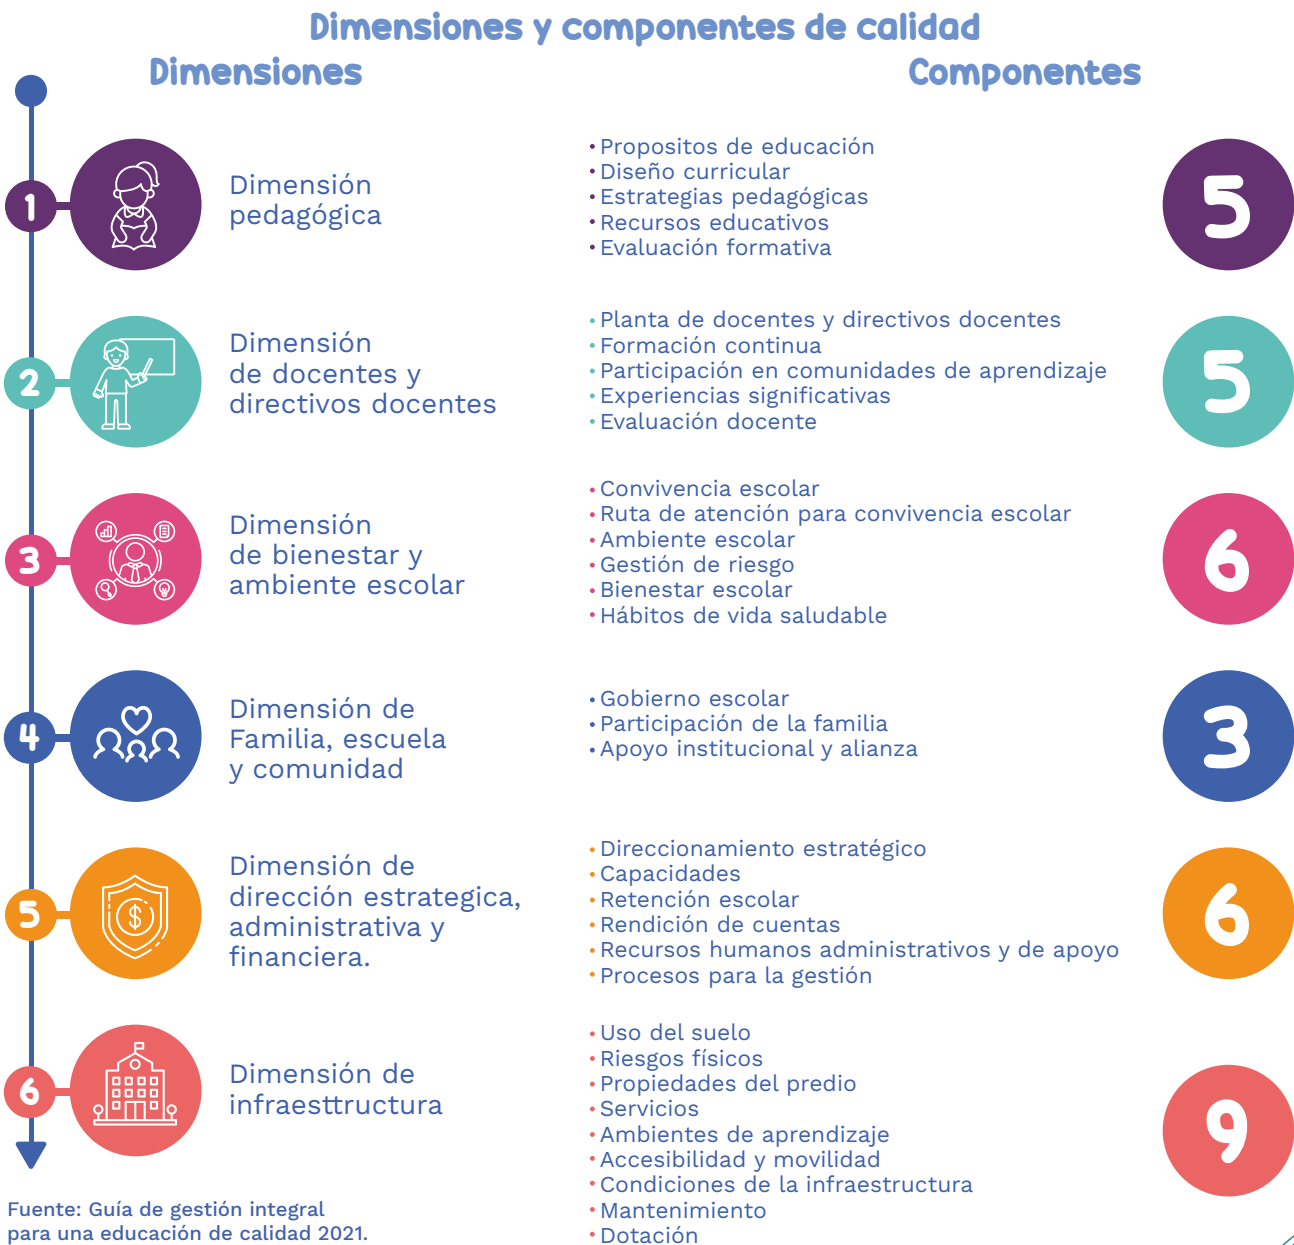 Dimensiones y componentes de calidad
Dimensiones
Componentes
1
Dimensión
pedagógica
• Propositos de educación
• Diseño curricular
• Estrategias pedagógicas
• Recursos educativos
• Evaluación formativa
5
2
Dimensión
de docentes y
directivos docentes
• Planta de docentes y directivos docentes
• Formación continua
• Participación en comunidades de aprendizaje
• Experiencias significativas
• Evaluación docente
5
3
Dimensión
de bienestar y
ambiente escolar
• Convivencia escolar
• Ruta de atención para convivencia escolar
• Ambiente escolar
• Gestión de riesgo
• Bienestar escolar
• Hábitos de vida saludable
6
4
Dimensión de
Familia, escuela
y comunidad
• Gobierno escolar
• Participación de la familia
• Apoyo institucional y alianza
3
5
Dimensión de
dirección estrategica,
administrativa y
financiera.
$
• Direccionamiento estratégico
• Capacidades
• Retención escolar
• Rendición de cuentas
• Recursos humanos administrativos y de apoyo
• Procesos para la gestión
6
6
Dimensión de
infraesttructura
• Uso del suelo
• Riesgos físicos
• Propiedades del predio
• Servicios
• Ambientes de aprendizaje
• Accesibilidad y movilidad
• Condiciones de la infraestructura
• Mantenimiento
• Dotación
9
Fuente: Guía de gestión integral
para una educación de calidad 2021.